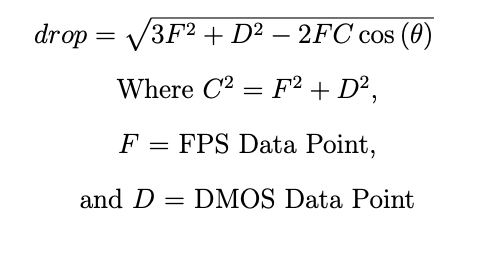 drop = √(3F² + D² − 2FC cos (θ))
Where C² = F² + D²,
F = FPS Data Point,
and D = DMOS Data Point